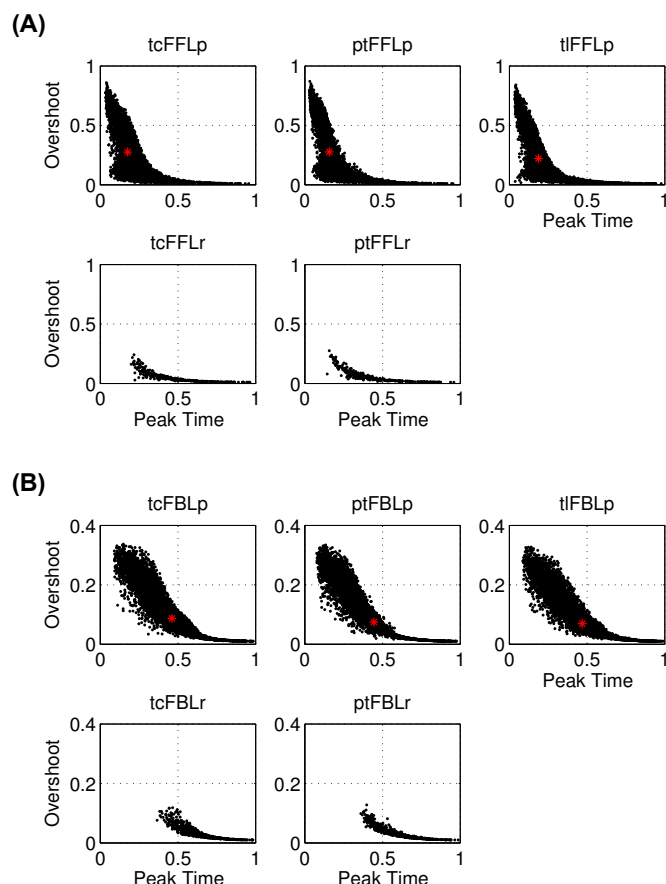 (A)
tcFFLp ptFFLp tlFFLp
1 1 1
Overshoot
0.5 0.5 0.5
0 0 0
0 0.5 1 0 0.5 1 0 0.5 1
Peak Time
tcFFLr ptFFLr
1 1
Overshoot
0.5 0.5
0 0
0 0.5 1 0 0.5 1
Peak Time Peak Time
(B)
tcFBLp ptFBLp tlFBLp
0.4 0.4 0.4
Overshoot
0.2 0.2 0.2
0 0 0
0 0.5 1 0 0.5 1 0 0.5 1
Peak Time
tcFBLr ptFBLr
0.4 0.4
Overshoot
0.2 0.2
0 0
0 0.5 1 0 0.5 1
Peak Time Peak Time